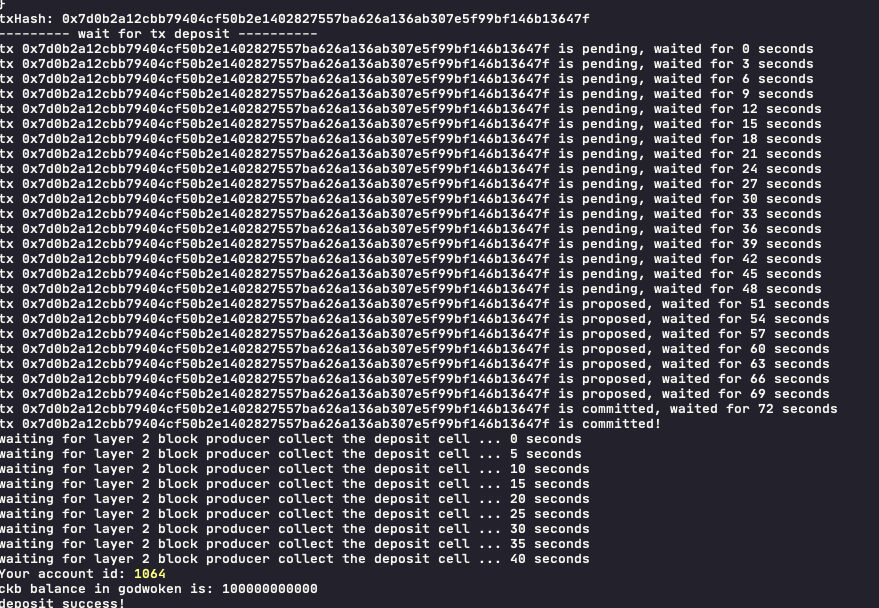 }
txHash: 0x7d0b2a12cbb79404cf50b2e1402827557ba626a136ab307e5f99bf146b13647f
--------- wait for tx deposit ----------
tx 0x7d0b2a12cbb79404cf50b2e1402827557ba626a136ab307e5f99bf146b13647f is pending, waited for 0 seconds
tx 0x7d0b2a12cbb79404cf50b2e1402827557ba626a136ab307e5f99bf146b13647f is pending, waited for 3 seconds
tx 0x7d0b2a12cbb79404cf50b2e1402827557ba626a136ab307e5f99bf146b13647f is pending, waited for 6 seconds
tx 0x7d0b2a12cbb79404cf50b2e1402827557ba626a136ab307e5f99bf146b13647f is pending, waited for 9 seconds
tx 0x7d0b2a12cbb79404cf50b2e1402827557ba626a136ab307e5f99bf146b13647f is pending, waited for 12 seconds
tx 0x7d0b2a12cbb79404cf50b2e1402827557ba626a136ab307e5f99bf146b13647f is pending, waited for 15 seconds
tx 0x7d0b2a12cbb79404cf50b2e1402827557ba626a136ab307e5f99bf146b13647f is pending, waited for 18 seconds
tx 0x7d0b2a12cbb79404cf50b2e1402827557ba626a136ab307e5f99bf146b13647f is pending, waited for 21 seconds
tx 0x7d0b2a12cbb79404cf50b2e1402827557ba626a136ab307e5f99bf146b13647f is pending, waited for 24 seconds
tx 0x7d0b2a12cbb79404cf50b2e1402827557ba626a136ab307e5f99bf146b13647f is pending, waited for 27 seconds
tx 0x7d0b2a12cbb79404cf50b2e1402827557ba626a136ab307e5f99bf146b13647f is pending, waited for 30 seconds
tx 0x7d0b2a12cbb79404cf50b2e1402827557ba626a136ab307e5f99bf146b13647f is pending, waited for 33 seconds
tx 0x7d0b2a12cbb79404cf50b2e1402827557ba626a136ab307e5f99bf146b13647f is pending, waited for 36 seconds
tx 0x7d0b2a12cbb79404cf50b2e1402827557ba626a136ab307e5f99bf146b13647f is pending, waited for 39 seconds
tx 0x7d0b2a12cbb79404cf50b2e1402827557ba626a136ab307e5f99bf146b13647f is pending, waited for 42 seconds
tx 0x7d0b2a12cbb79404cf50b2e1402827557ba626a136ab307e5f99bf146b13647f is pending, waited for 45 seconds
tx 0x7d0b2a12cbb79404cf50b2e1402827557ba626a136ab307e5f99bf146b13647f is pending, waited for 48 seconds
tx 0x7d0b2a12cbb79404cf50b2e1402827557ba626a136ab307e5f99bf146b13647f is proposed, waited for 51 seconds
tx 0x7d0b2a12cbb79404cf50b2e1402827557ba626a136ab307e5f99bf146b13647f is proposed, waited for 54 seconds
tx 0x7d0b2a12cbb79404cf50b2e1402827557ba626a136ab307e5f99bf146b13647f is proposed, waited for 57 seconds
tx 0x7d0b2a12cbb79404cf50b2e1402827557ba626a136ab307e5f99bf146b13647f is proposed, waited for 60 seconds
tx 0x7d0b2a12cbb79404cf50b2e1402827557ba626a136ab307e5f99bf146b13647f is proposed, waited for 63 seconds
tx 0x7d0b2a12cbb79404cf50b2e1402827557ba626a136ab307e5f99bf146b13647f is proposed, waited for 66 seconds
tx 0x7d0b2a12cbb79404cf50b2e1402827557ba626a136ab307e5f99bf146b13647f is proposed, waited for 69 seconds
tx 0x7d0b2a12cbb79404cf50b2e1402827557ba626a136ab307e5f99bf146b13647f is committed, waited for 72 seconds
tx 0x7d0b2a12cbb79404cf50b2e1402827557ba626a136ab307e5f99bf146b13647f is committed!
waiting for layer 2 block producer collect the deposit cell ... 0 seconds
waiting for layer 2 block producer collect the deposit cell ... 5 seconds
waiting for layer 2 block producer collect the deposit cell ... 10 seconds
waiting for layer 2 block producer collect the deposit cell ... 15 seconds
waiting for layer 2 block producer collect the deposit cell ... 20 seconds
waiting for layer 2 block producer collect the deposit cell ... 25 seconds
waiting for layer 2 block producer collect the deposit cell ... 30 seconds
waiting for layer 2 block producer collect the deposit cell ... 35 seconds
waiting for layer 2 block producer collect the deposit cell ... 40 seconds
Your account id: 1064
ckb balance in godwoken is: 100000000000
deposit success!